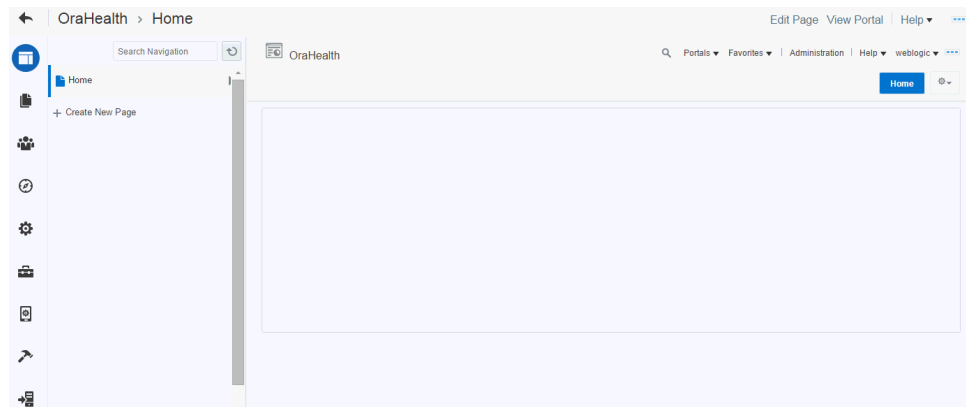 OraHealth > Home
Edit Page View Portal Help
Search Navigation
OraHealth
Portals Favorites Administration Help weblogic
Home
Home
+ Create New Page